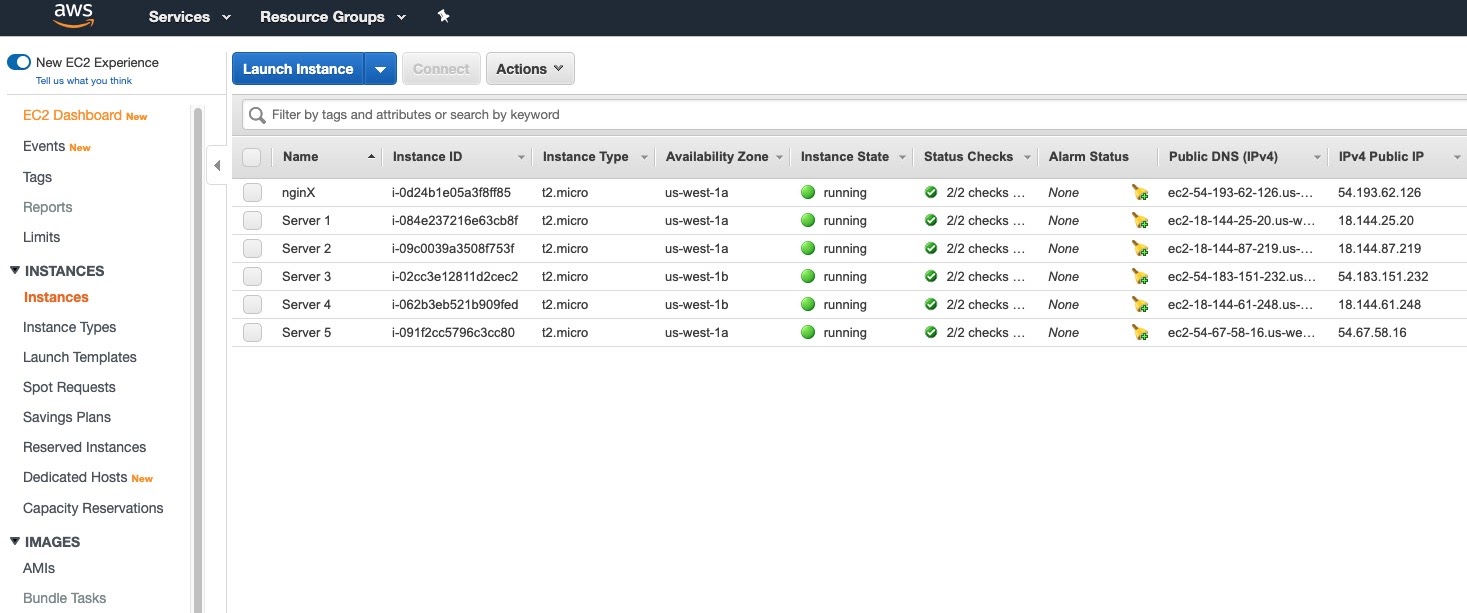 aws Services Resource Groups
New EC2 Experience
Tell us what you think
EC2 Dashboard New
Events New
Tags
Reports
Limits
INSTANCES
Instances
Instance Types
Launch Templates
Spot Requests
Savings Plans
Reserved Instances
Dedicated Hosts New
Capacity Reservations
IMAGES
AMIs
Bundle Tasks
Launch Instance Connect Actions
Filter by tags and attributes or search by keyword
Name Instance ID Instance Type Availability Zone Instance State Status Checks Alarm Status Public DNS (IPv4) IPv4 Public IP
nginX i-0d24b1e05a3f8ff85 t2.micro us-west-1a running 2/2 checks ... None ec2-54-193-62-126.us-... 54.193.62.126
Server 1 i-084e237216e63cb8f t2.micro us-west-1a running 2/2 checks ... None ec2-18-144-25-20.us-w... 18.144.25.20
Server 2 i-09c0039a3508f753f t2.micro us-west-1a running 2/2 checks ... None ec2-18-144-87-219.us-... 18.144.87.219
Server 3 i-02cc3e12811d2cec2 t2.micro us-west-1b running 2/2 checks ... None ec2-54-183-151-232.us... 54.183.151.232
Server 4 i-062b3eb521b909fed t2.micro us-west-1b running 2/2 checks ... None ec2-18-144-61-248.us-... 18.144.61.248
Server 5 i-091f2cc5796c3cc80 t2.micro us-west-1a running 2/2 checks ... None ec2-54-67-58-16.us-we... 54.67.58.16